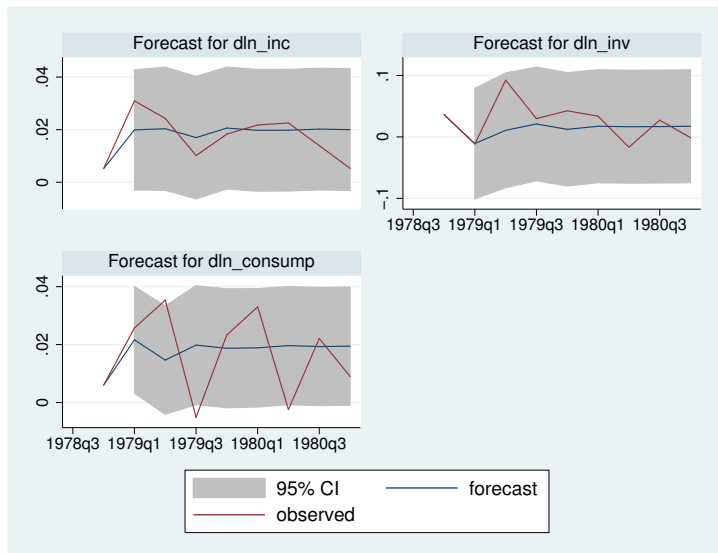 Forecast for dln_inc
.04
.02
0
Forecast for dln_inv
.1
0
-.1
1978q3 1979q1 1979q3 1980q1 1980q3
Forecast for dln_consump
.04
.02
0
1978q3 1979q1 1979q3 1980q1 1980q3
95% CI forecast
observed